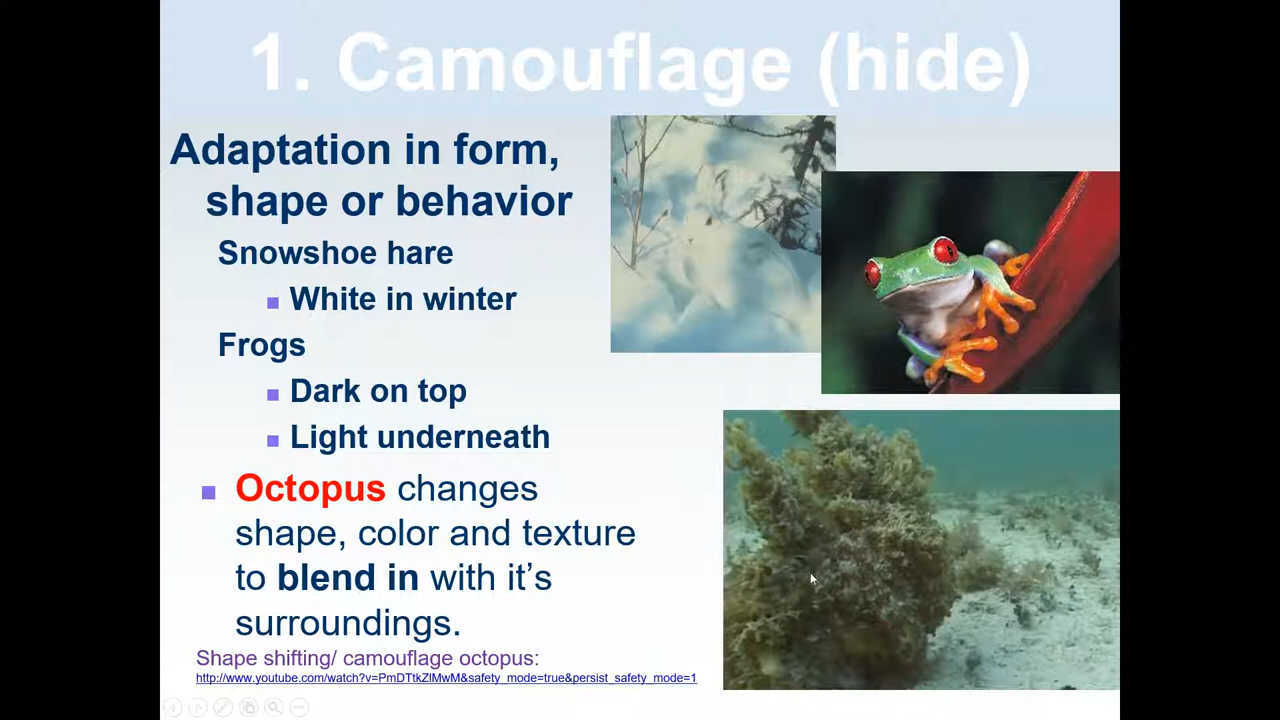 1. Camouflage (hide)
Adaptation in form,
shape or behavior
Snowshoe hare
White in winter
Frogs
Dark on top
Light underneath
Octopus changes
shape, color and texture
to blend in with it's
surroundings.
Shape shifting/ camouflage octopus:
http://www.youtube.com/watch?v=PmDTtkZlMwM&safety_mode=true&persist_safety_mode=1